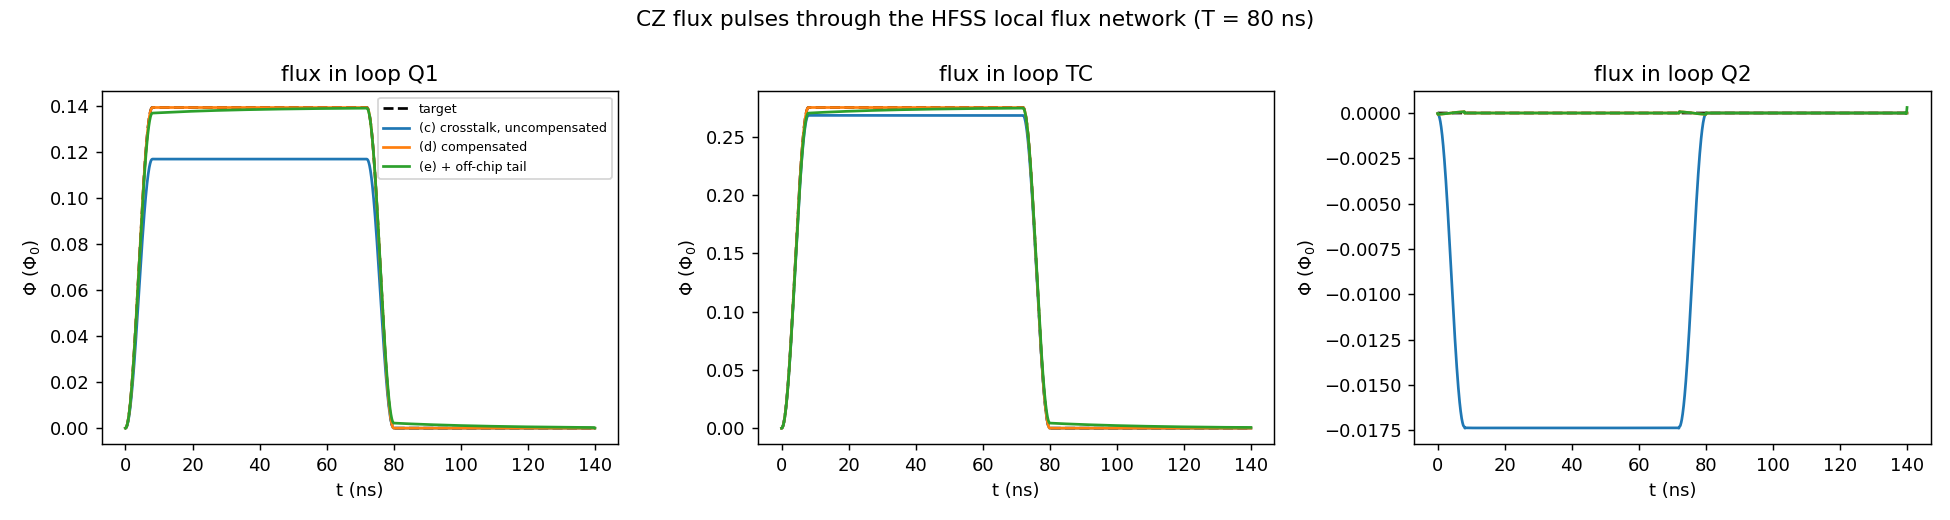 CZ flux pulses through the HFSS local flux network (T = 80 ns)
flux in loop Q1
Φ (Φ₀)
0.14
0.12
0.10
0.08
0.06
0.04
0.02
0.00
target
(c) crosstalk, uncompensated
(d) compensated
(e) + off-chip tail
0 20 40 60 80 100 120 140
t (ns)
flux in loop TC
Φ (Φ₀)
0.25
0.20
0.15
0.10
0.05
0.00
0 20 40 60 80 100 120 140
t (ns)
flux in loop Q2
Φ (Φ₀)
0.0000
−0.0025
−0.0050
−0.0075
−0.0100
−0.0125
−0.0150
−0.0175
0 20 40 60 80 100 120 140
t (ns)